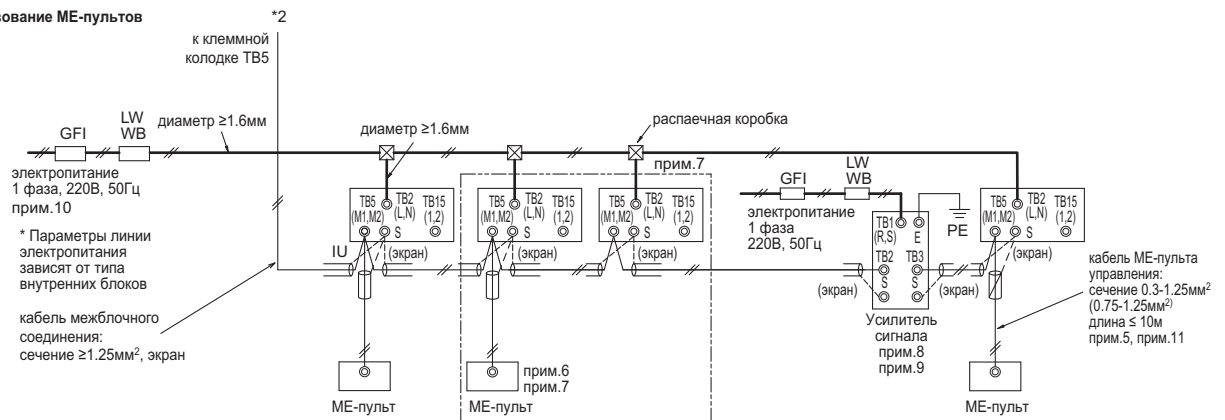 зование МЕ-пультов
*2
к клеммной
колодке TB5
GFI
LW
WB
диаметр ≥1.6мм
диаметр ≥1.6мм
распаечная коробка
прим.7
электропитание
1 фаза, 220В, 50Гц
прим.10
* Параметры линии
электропитания
зависят от типа
внутренних блоков
кабель межблочного
соединения:
сечение ≥1.25мм², экран
IU
TB5
(M1,M2)
TB2
(L,N)
TB15
(1,2)
S
(экран)
МЕ-пульт
TB5
(M1,M2)
TB2
(L,N)
TB15
(1,2)
S
(экран)
прим.6
прим.7
МЕ-пульт
TB5
(M1,M2)
TB2
(L,N)
TB15
(1,2)
S
(экран)
GFI
LW
WB
электропитание
1 фаза
220В, 50Гц
TB1
(R,S)
E
PE
TB2
S
TB3
S
(экран)
(экран)
Усилитель
сигнала
прим.8
прим.9
TB5
(M1,M2)
TB2
(L,N)
TB15
(1,2)
S
(экран)
МЕ-пульт
кабель МЕ-пульта
управления:
сечение 0.3-1.25мм²
(0.75-1.25мм²⁾
длина ≤ 10м
прим.5, прим.11